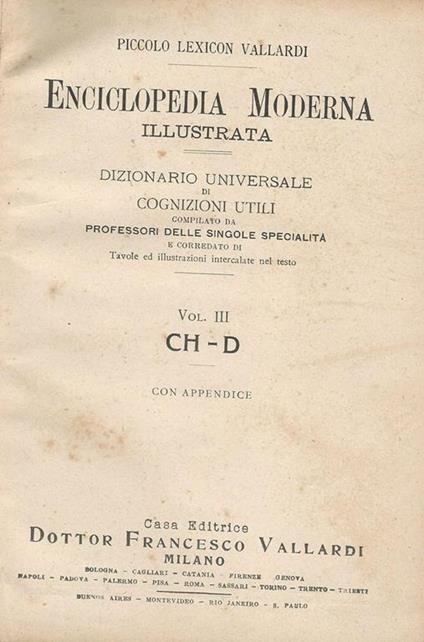 PICCOLO LEXICON VALLARDI
ENCICLOPEDIA MODERNA
ILLUSTRATA
DIZIONARIO UNIVERSALE
DI
COGNIZIONI UTILI
COMPILATO DA
PROFESSORI DELLE SINGOLE SPECIALITÀ
E CORREDATO DI
Tavole ed illustrazioni intercalate nel testo
VOL. III
CH - D
CON APPENDICE
Casa Editrice
DOTTOR FRANCESCO VALLARDI
MILANO
BOLOGNA - CAGLIARI - CATANIA - FIRENZE GENOVA
NAPOLI - PADOVA - PALERMO - PISA - ROMA - SASSARI - TORINO - TRENTO - TRIESTE
BUENOS AIRES - MONTEVIDEO - RIO JANEIRO - S. PAULO